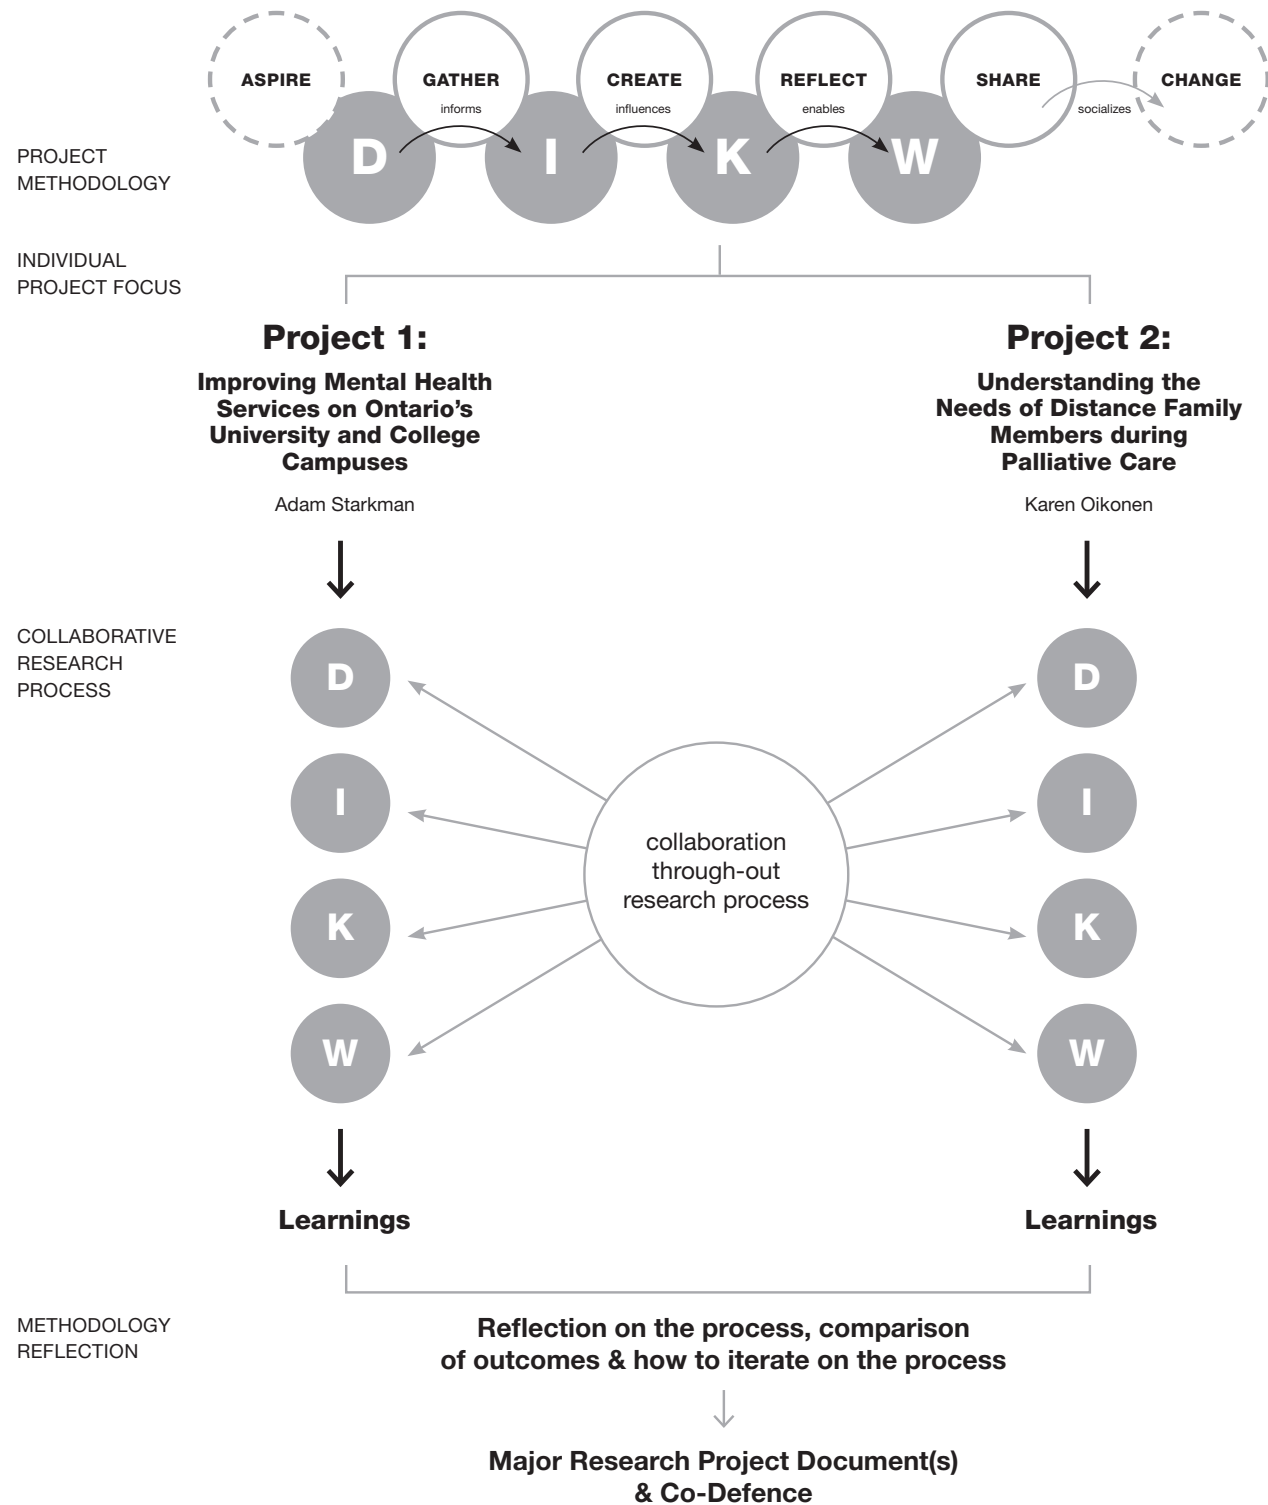 ASPIRE
GATHER
CREATE
REFLECT
SHARE
CHANGE
informs
influences
enables
socializes
D
I
K
W
PROJECT
METHODOLOGY
INDIVIDUAL
PROJECT FOCUS
Project 1:
Improving Mental Health
Services on Ontario’s
University and College
Campuses
Adam Starkman
Project 2:
Understanding the
Needs of Distance Family
Members during
Palliative Care
Karen Oikonen
COLLABORATIVE
RESEARCH
PROCESS
D
I
K
W
collaboration
through-out
research process
D
I
K
W
Learnings
Learnings
METHODOLOGY
REFLECTION
Reflection on the process, comparison
of outcomes & how to iterate on the process
Major Research Project Document(s)
& Co-Defence